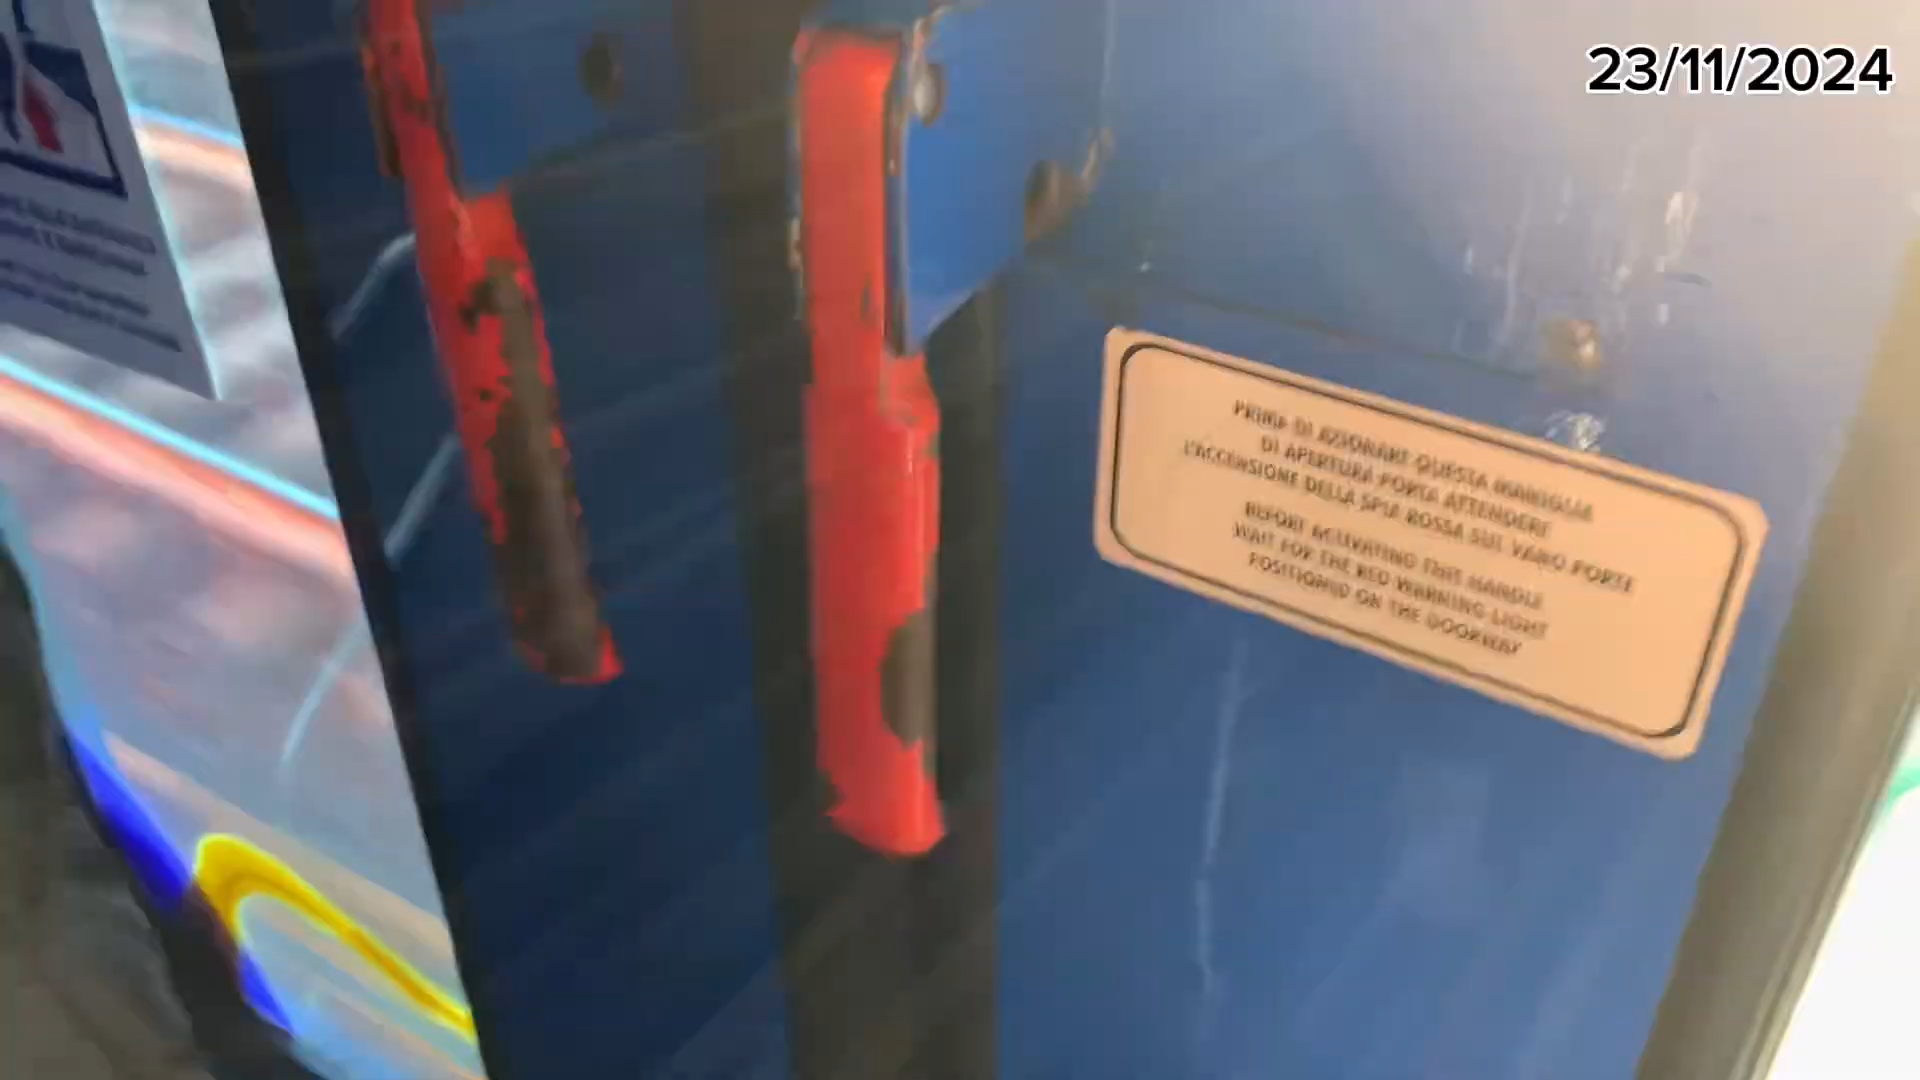 23/11/2024
PRIMA DI AZIONARE QUESTA MANIGLIA
DI APERTURA PORTA ATTENDERE
L'ACCENSIONE DELLA SPIA ROSSA SUL VANO PORTE
BEFORE ACTIVATING THIS HANDLE
WAIT FOR THE RED WARNING LIGHT
POSITIONED ON THE DOORWAY